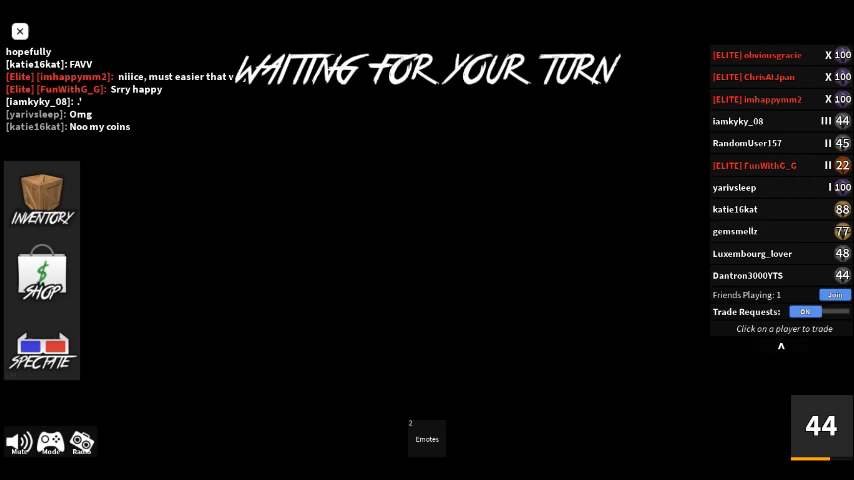 ×
hopefully
[katie16kat]: FAVV
[Elite] [imhappymm2]: niiice, must easier that w
[Elite] [FunWithG_G]: Srry happy
[iamkyky_08]: .'
[yarivsleep]: Omg
[katie16kat]: Noo my coins
WAITING FOR YOUR TURN
INVENTORY
$
SHOP
SPECTATE
Mute
Mode
Radio
2
Emotes
[ELITE] obviousgracie X 100
[ELITE] ChrisAtJpan X 100
[ELITE] imhappymm2 X 100
iamkyky_08 III 44
RandomUser157 II 45
[ELITE] FunWithG_G II 22
yarivsleep I 100
katie16kat 88
gemsmellz 77
Luxembourg_lover 48
Dantron3000YTS 44
Friends Playing: 1 Join
Trade Requests: ON
Click on a player to trade
^
44